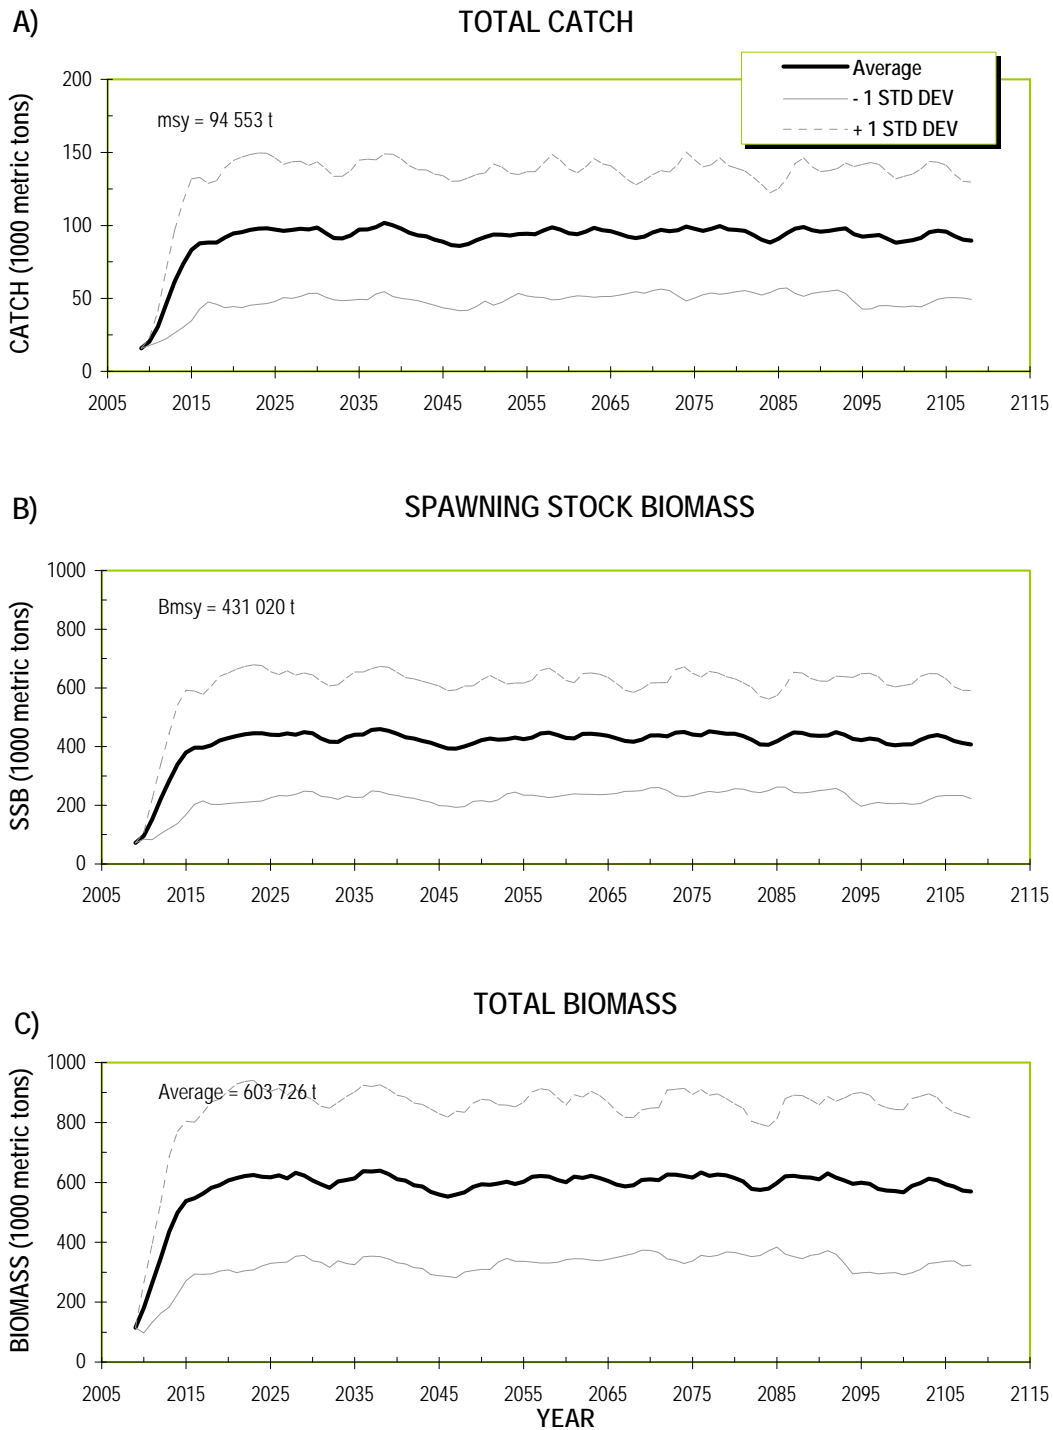 A)
TOTAL CATCH
Average
- 1 STD DEV
+ 1 STD DEV
msy = 94 553 t
CATCH (1000 metric tons)
200
150
100
50
0
2005 2015 2025 2035 2045 2055 2065 2075 2085 2095 2105 2115
B)
SPAWNING STOCK BIOMASS
Bmsy = 431 020 t
SSB (1000 metric tons)
1000
800
600
400
200
0
2005 2015 2025 2035 2045 2055 2065 2075 2085 2095 2105 2115
C)
TOTAL BIOMASS
Average = 603 726 t
BIOMASS (1000 metric tons)
1000
800
600
400
200
0
2005 2015 2025 2035 2045 2055 2065 2075 2085 2095 2105 2115
YEAR